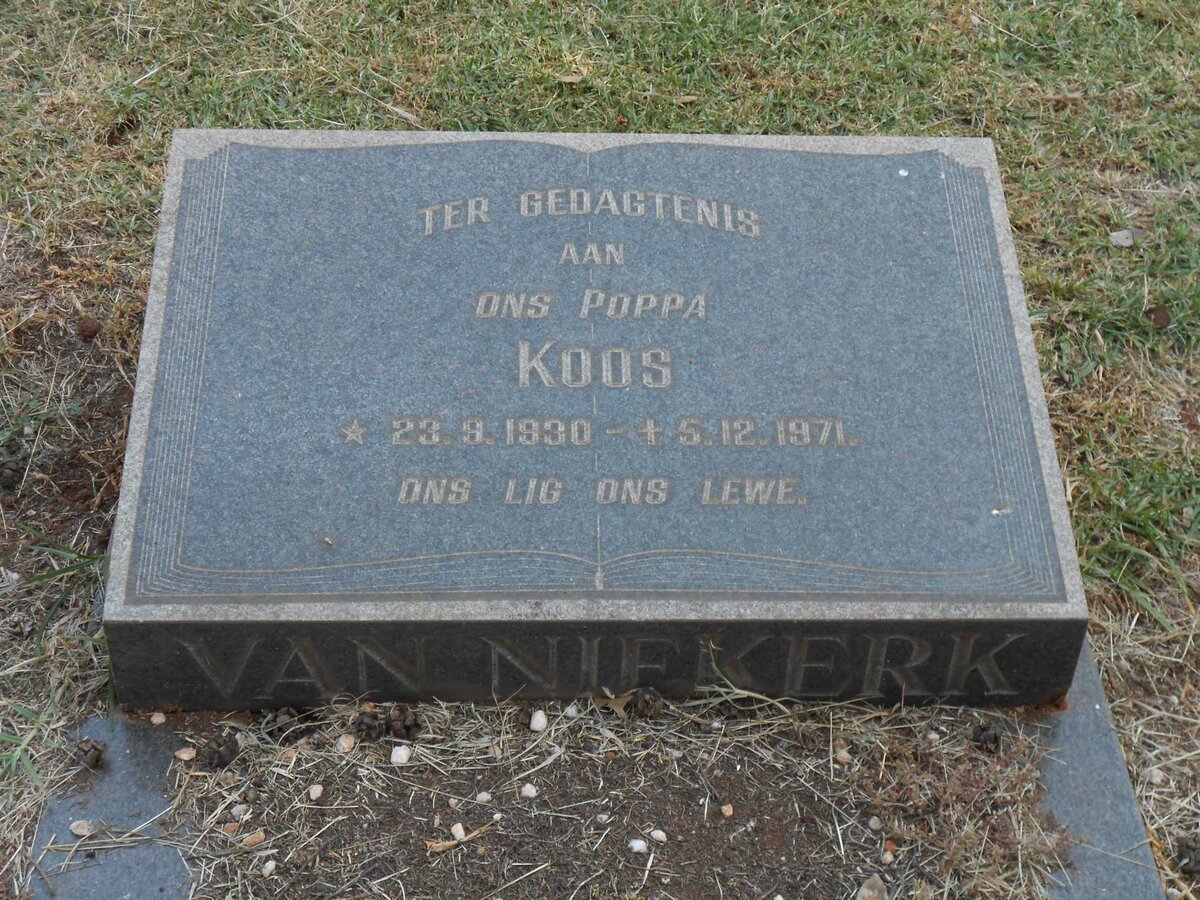 TER GEDAGTENIS
AAN
ONS POPPA
KOOS
★ 23.9.1930 – ✝ 5.12.1971.
ONS LIG ONS LEWE.
VAN NIEKERK